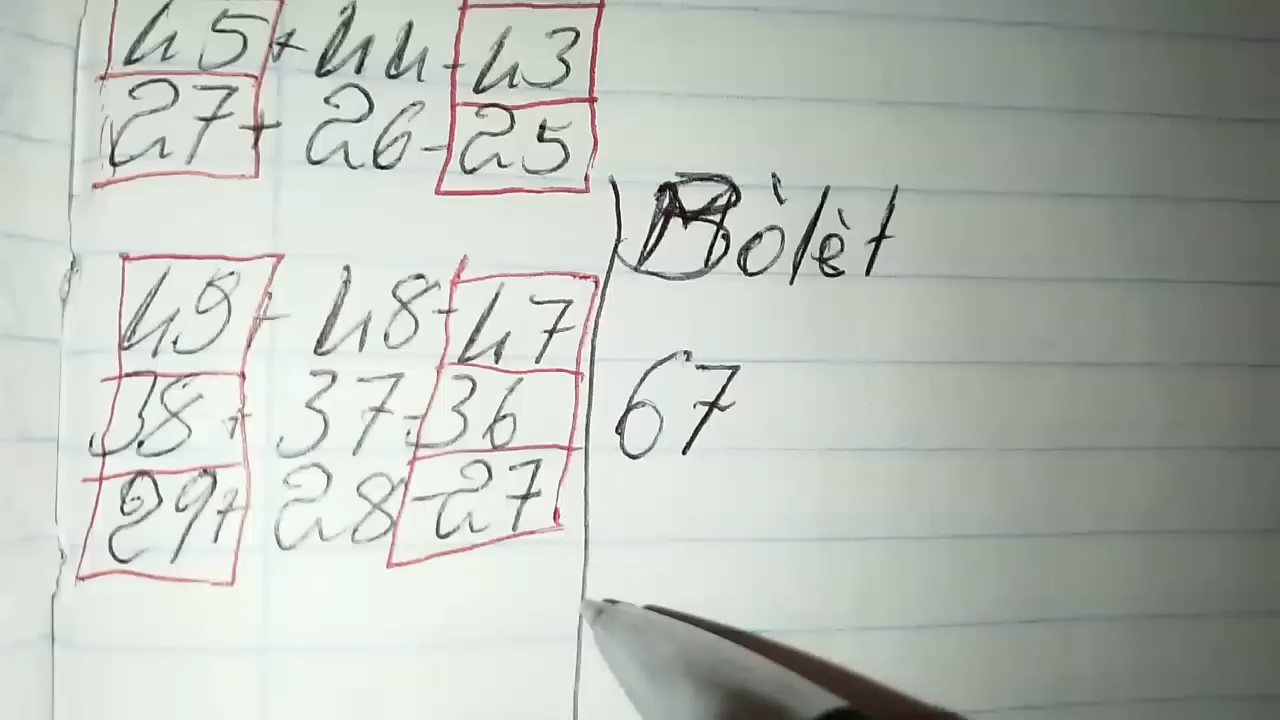 45 + 44 - 43
27 + 26 - 25
Bòlèt
49 + 48 - 47
67
38 + 37 - 36
29 + 28 - 27